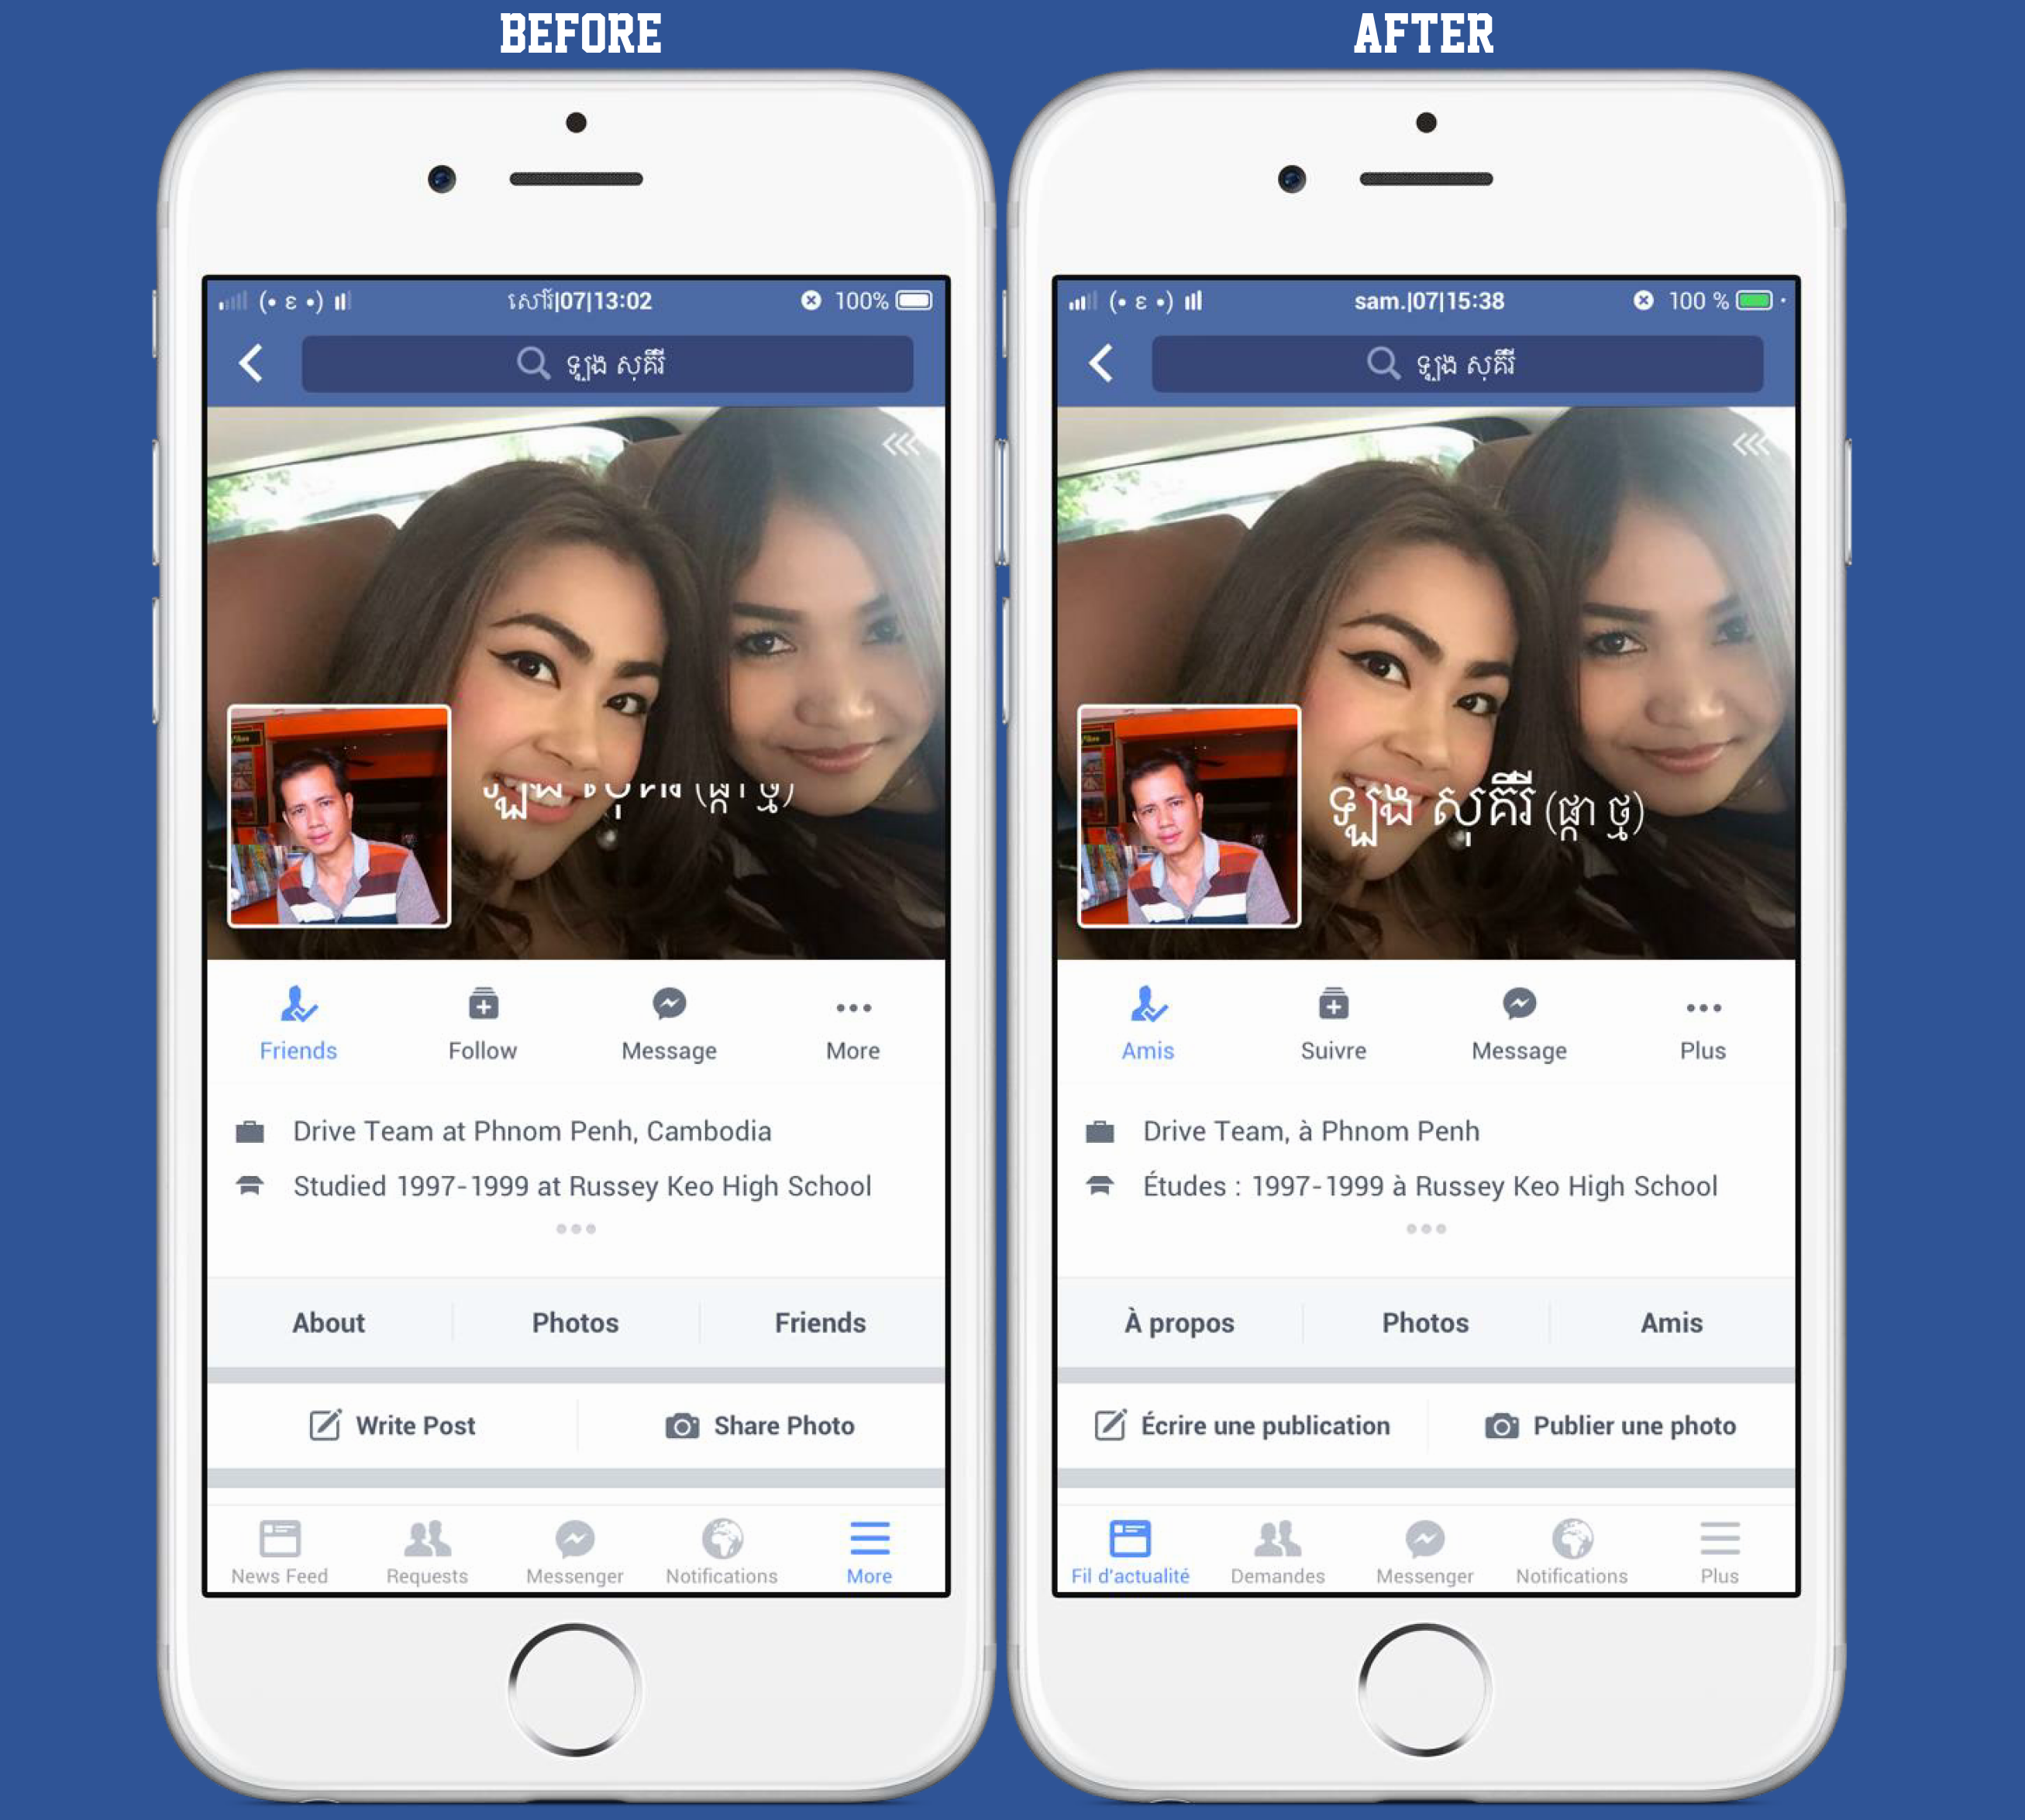 BEFORE
(• ε •)
សៅរ៍|07|13:02
100%
ឡុង សុគីរី
(ផ្កា ថ្ម)
Friends
Follow
Message
More
Drive Team at Phnom Penh, Cambodia
Studied 1997-1999 at Russey Keo High School
About
Photos
Friends
Write Post
Share Photo
News Feed
Requests
Messenger
Notifications
More
AFTER
(• ε •)
sam.|07|15:38
100 %
ឡុង សុគីរី
ឡុង សុគីរី (ផ្កា ថ្ម)
Amis
Suivre
Message
Plus
Drive Team, à Phnom Penh
Études : 1997-1999 à Russey Keo High School
À propos
Photos
Amis
Écrire une publication
Publier une photo
Fil d'actualité
Demandes
Messenger
Notifications
Plus